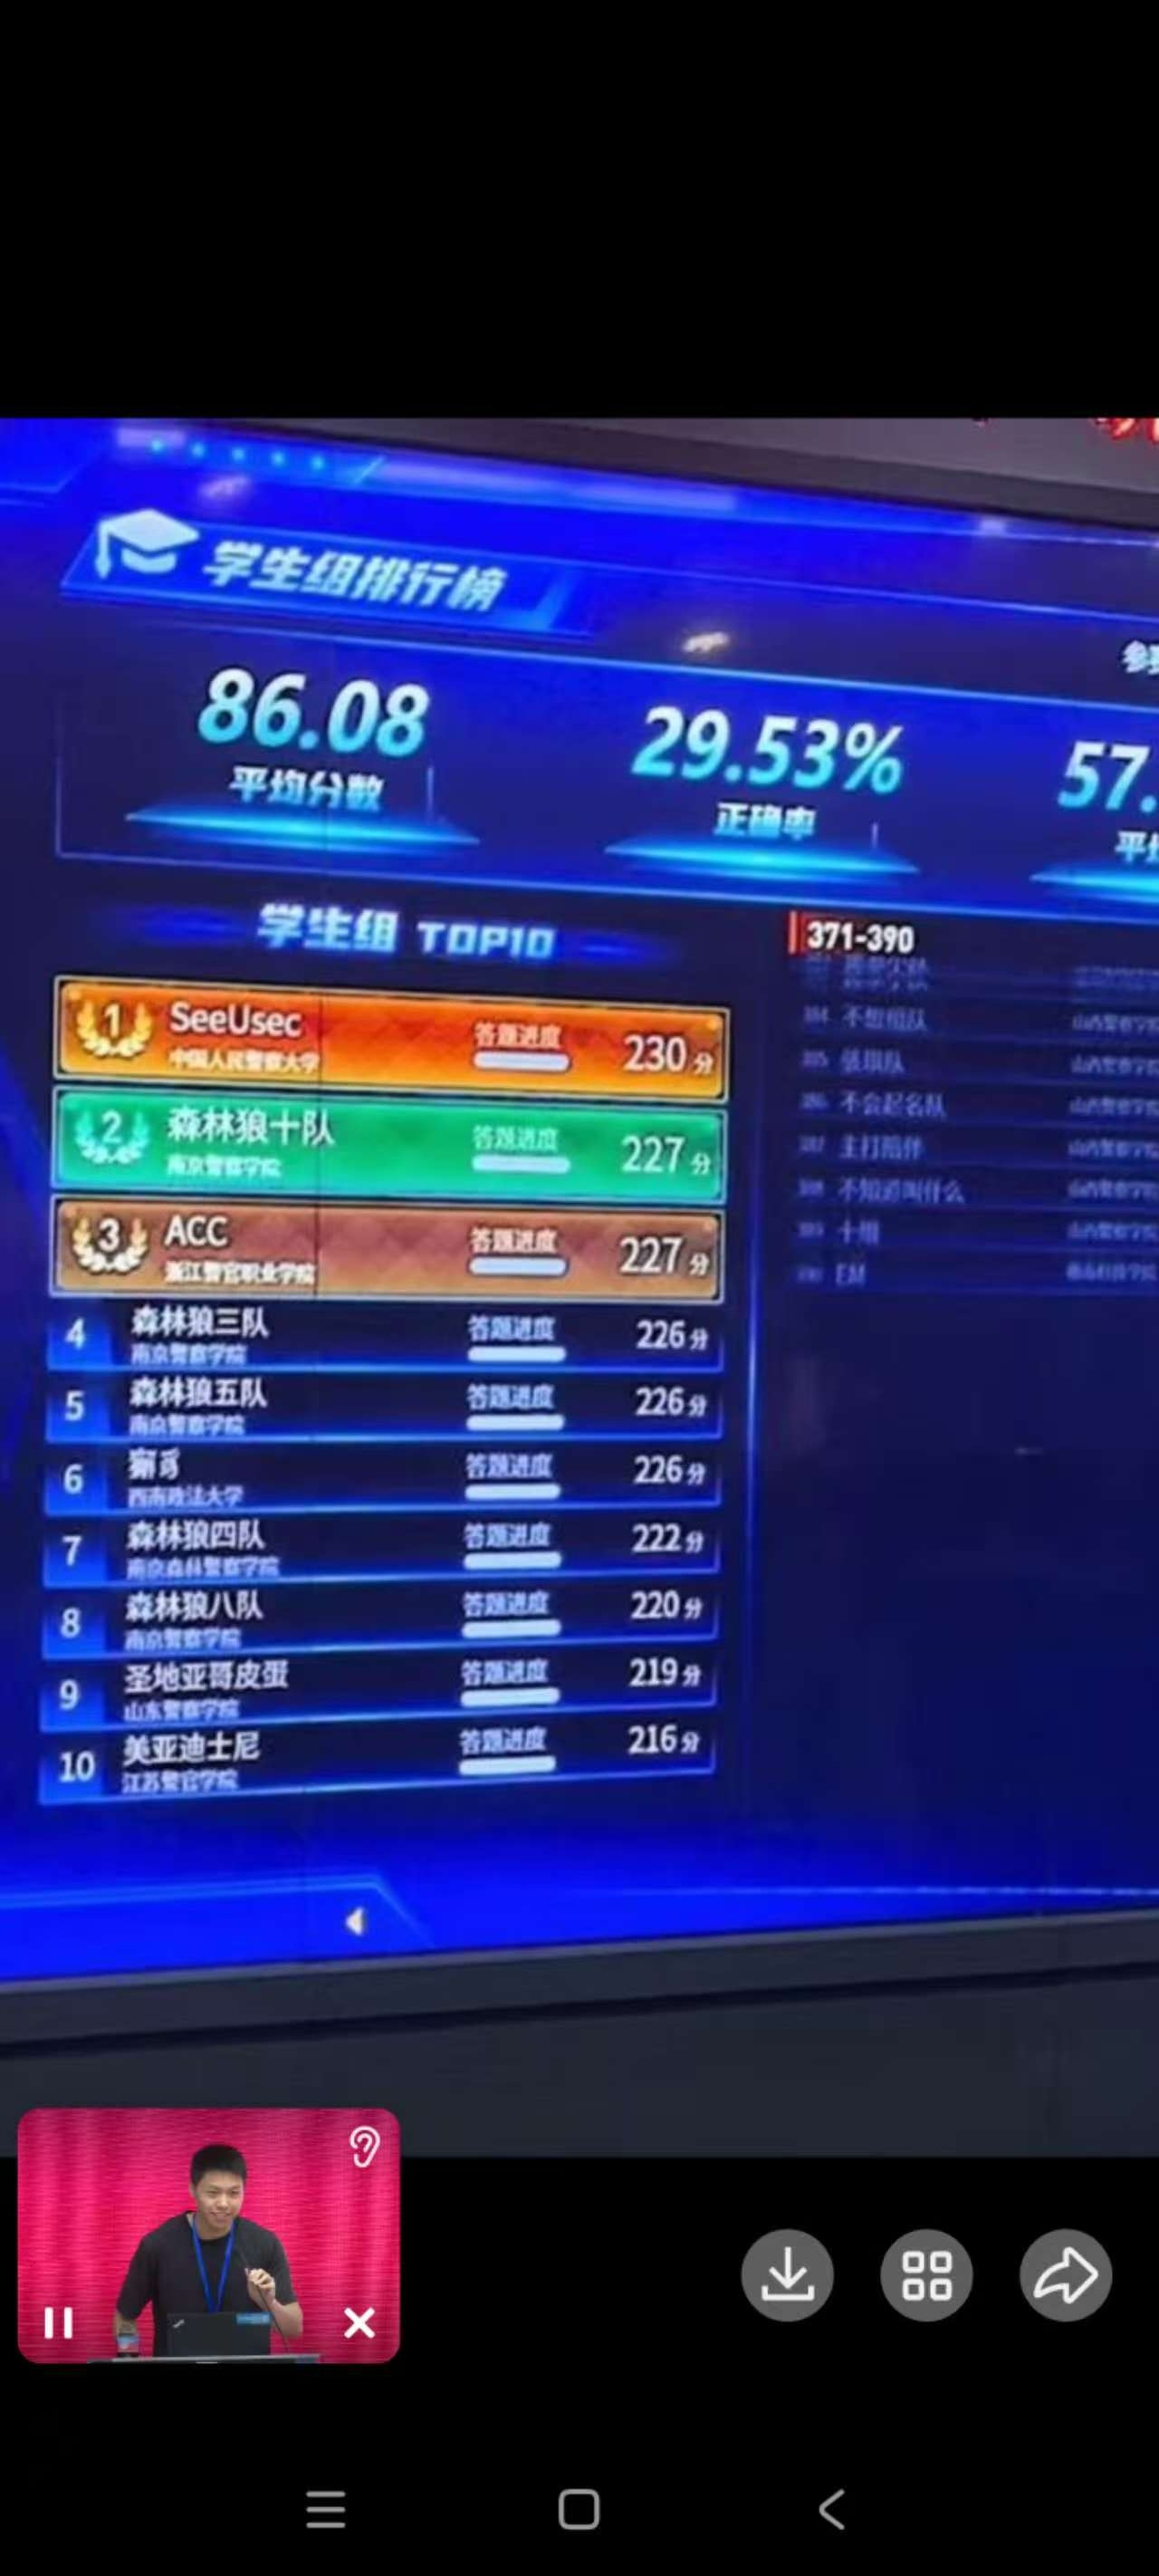 学生组排行榜
86.08
平均分数
29.53%
正确率
57.
学生组 TOP10
1
SeeUsec
中国人民警察大学
答题进度
230分
2
森林狼十队
南京警察学院
答题进度
227分
3
ACC
浙江警官职业学院
答题进度
227分
4
森林狼三队
南京警察学院
答题进度
226分
5
森林狼五队
南京警察学院
答题进度
226分
6
西南政法大学
答题进度
226分
7
森林狼四队
南京森林警察学院
答题进度
222分
8
森林狼八队
南京警察学院
答题进度
220分
9
圣地亚哥皮蛋
山东警察学院
答题进度
219分
10
美亚迪士尼
江苏警官学院
答题进度
216分
371-390
不想组队
不会起名队
主打陪伴
不知道叫什么
十组
EM